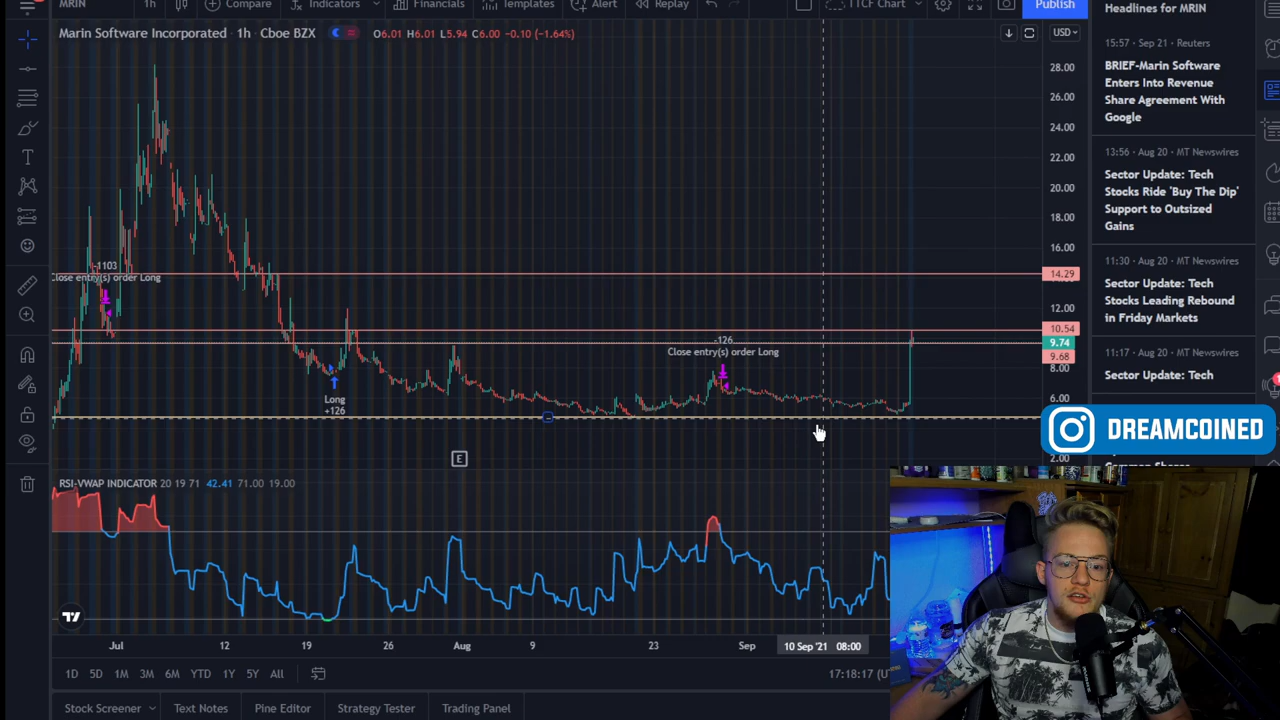 MRIN
1h
Compare
Indicators
Financials
Templates
Alert
Replay
TTCF Chart
Publish
Marin Software Incorporated · 1h · Cboe BZX
O6.01 H6.01 L5.94 C6.00 -0.10 (-1.64%)
USD
28.00
26.00
24.00
22.00
20.00
18.00
16.00
14.29
12.00
10.54
9.74
9.68
8.00
6.00
2.00
-1103
Close entry(s) order Long
-126
Close entry(s) order Long
Long
+126
E
RSI-VWAP INDICATOR 20 19 71 42.41 71.00 19.00
Jul
12
19
26
Aug
9
23
Sep
10 Sep '21 08:00
1D 5D 1M 3M 6M YTD 1Y 5Y All
17:18:17 (U
Stock Screener
Text Notes
Pine Editor
Strategy Tester
Trading Panel
Headlines for MRIN
15:57 · Sep 21 · Reuters
BRIEF-Marin Software
Enters Into Revenue
Share Agreement With
Google
13:56 · Aug 20 · MT Newswires
Sector Update: Tech
Stocks Ride 'Buy The Dip'
Support to Outsized
Gains
11:30 · Aug 20 · MT Newswires
Sector Update: Tech
Stocks Leading Rebound
in Friday Markets
11:17 · Aug 20 · MT Newswires
Sector Update: Tech
DREAMCOINED